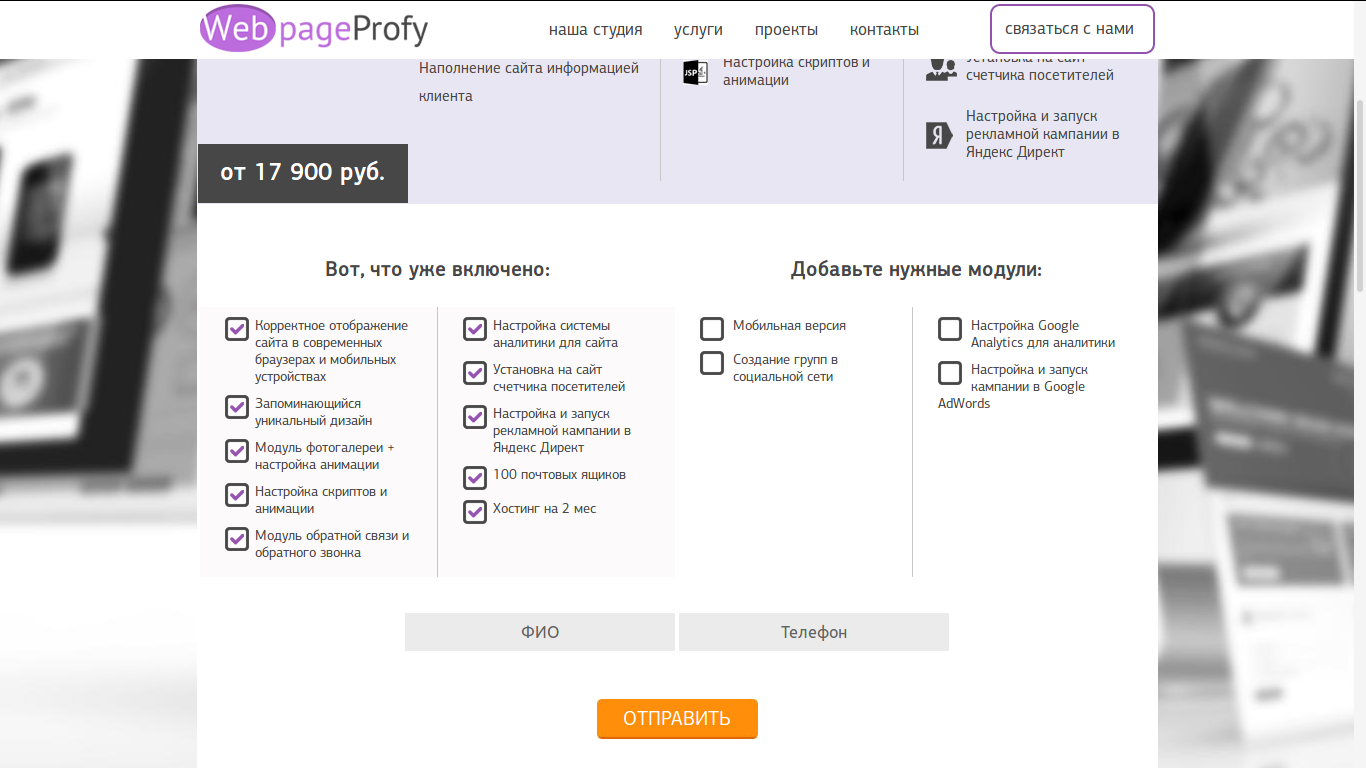 WebpageProfy
наша студия
услуги
проекты
контакты
связаться с нами
Наполнение сайта информацией
клиента
Настройка скриптов и
анимации
Установка на сайт
счетчика посетителей
Настройка и запуск
рекламной кампании в
Яндекс Директ
от 17 900 руб.
Вот, что уже включено:
Корректное отображение
сайта в современных
браузерах и мобильных
устройствах
Запоминающийся
уникальный дизайн
Модуль фотогалереи +
настройка анимации
Настройка скриптов и
анимации
Модуль обратной связи и
обратного звонка
Настройка системы
аналитики для сайта
Установка на сайт
счетчика посетителей
Настройка и запуск
рекламной кампании в
Яндекс Директ
100 почтовых ящиков
Хостинг на 2 мес
Добавьте нужные модули:
Мобильная версия
Создание групп в
социальной сети
Настройка Google
Analytics для аналитики
Настройка и запуск
кампании в Google
AdWords
ФИО
Телефон
ОТПРАВИТЬ